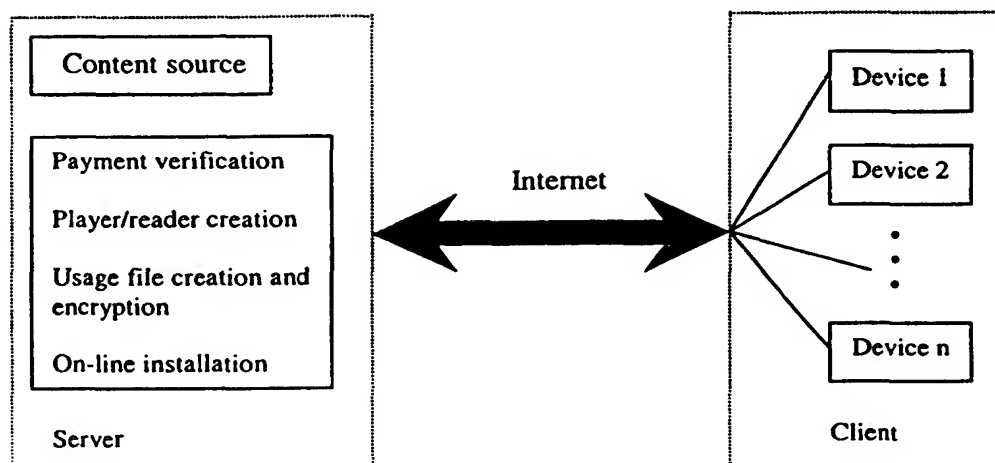 Content source
Payment verification
Player/reader creation
Usage file creation and
encryption
On-line installation
Server
Internet
Device 1
Device 2
Device n
Client